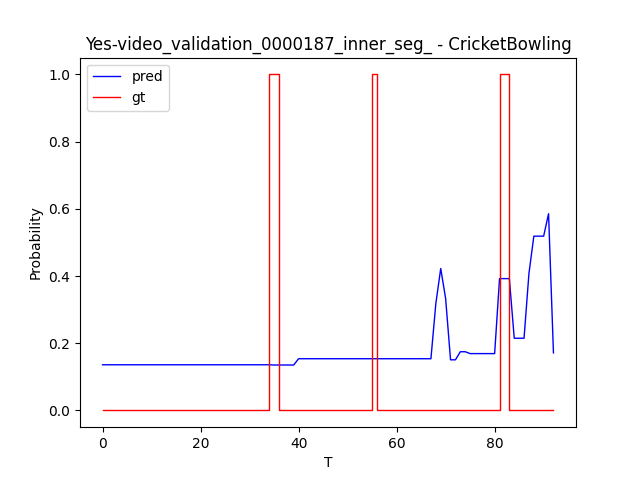 Yes-video_validation_0000187_inner_seg_ - CricketBowling
pred
gt
1.0
0.8
0.6
0.4
0.2
0.0
Probability
0
20
40
60
80
T